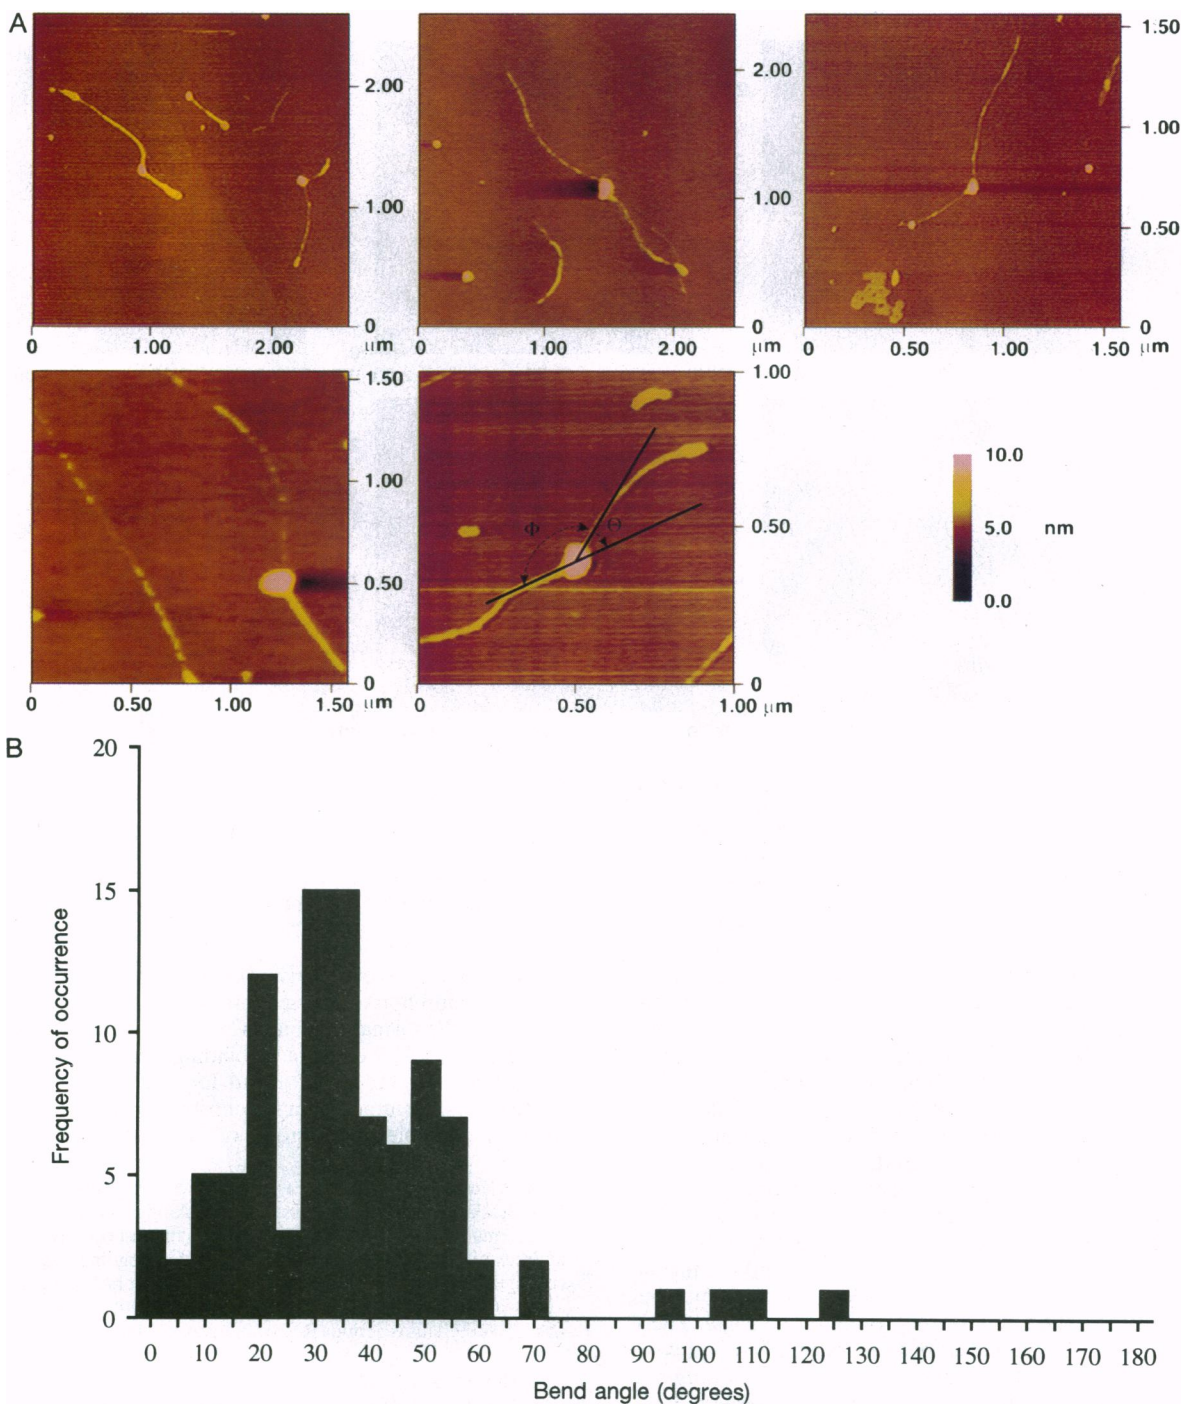 A
2.00
1.00
0
0 1.00 2.00 μm
2.00
1.00
0
0 1.00 2.00 μm
1.50
1.00
0.50
0
0 0.50 1.00 1.50 μm
1.50
1.00
0.50
0
0 0.50 1.00 1.50 μm
1.00
0.50
0
Φ Θ
0 0.50 1.00 μm
10.0
5.0 nm
0.0
B
20
15
10
5
0
Frequency of occurrence
0 10 20 30 40 50 60 70 80 90 100 110 120 130 140 150 160 170 180
Bend angle (degrees)